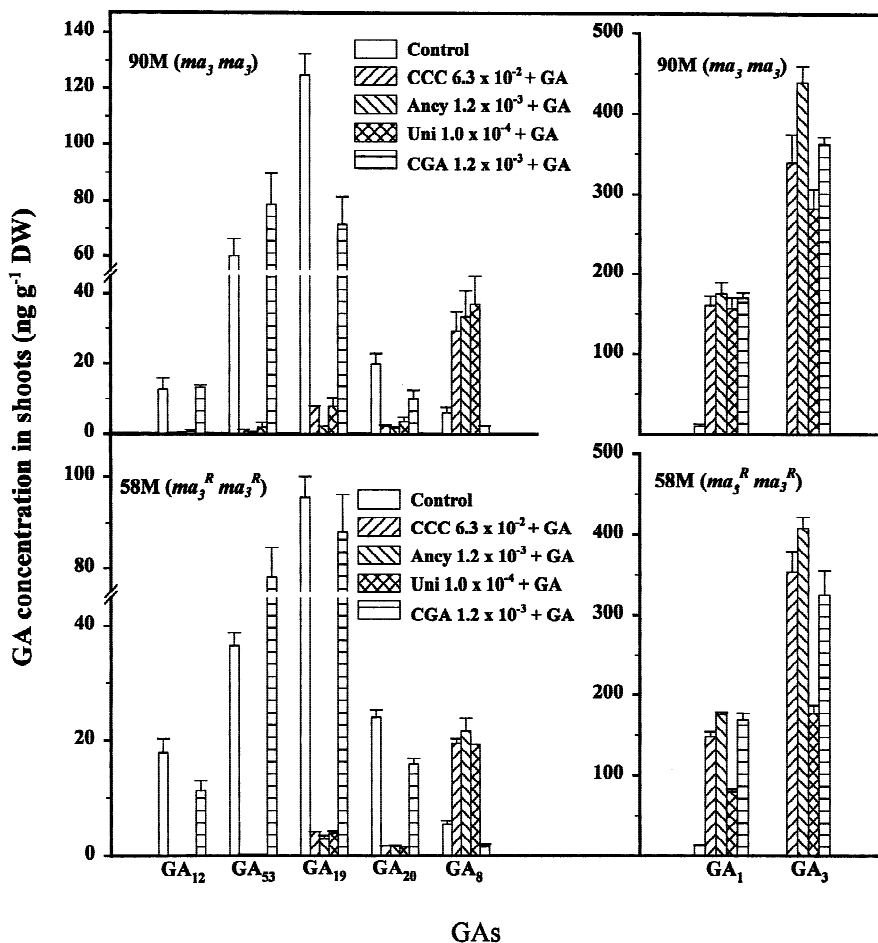 GA concentration in shoots (ng g⁻¹ DW)
140
120
100
80
60
40
20
0
90M (ma₃ ma₃)
Control
CCC 6.3 x 10⁻² + GA
Ancy 1.2 x 10⁻³ + GA
Uni 1.0 x 10⁻⁴ + GA
CGA 1.2 x 10⁻³ + GA
500
400
300
200
100
90M (ma₃ ma₃)
100
80
40
20
0
58M (ma₃ᴿ ma₃ᴿ)
Control
CCC 6.3 x 10⁻² + GA
Ancy 1.2 x 10⁻³ + GA
Uni 1.0 x 10⁻⁴ + GA
CGA 1.2 x 10⁻³ + GA
500
400
300
200
100
58M (ma₃ᴿ ma₃ᴿ)
GA₁₂ GA₅₃ GA₁₉ GA₂₀ GA₈
GA₁ GA₃
GAs